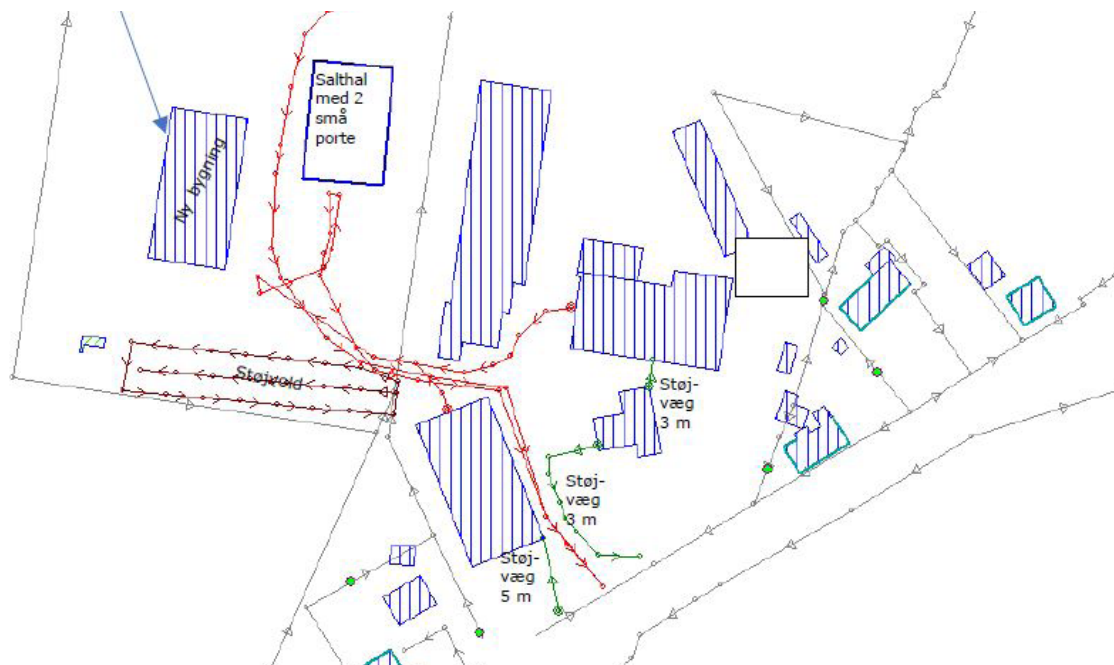 Salthal
med 2
små
porte
Ny bygning
Støjvold
Støj-
væg
3 m
Støj-
væg
3 m
Støj-
væg
5 m